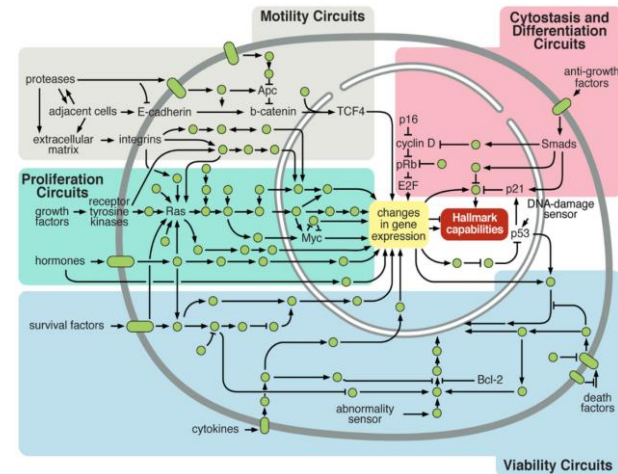 Motility Circuits
Cytostasis and
Differentiation
Circuits
proteases
adjacent cells
extracellular
matrix
E-cadherin
integrins
Apc
b-catenin
TCF4
anti-growth
factors
p16
cyclin D
pRb
E2F
Smads
p21
DNA-damage
sensor
p53
Proliferation
Circuits
growth
factors
receptor
tyrosine
kinases
Ras
Myc
hormones
changes
in gene
expression
Hallmark
capabilities
survival factors
cytokines
abnormality
sensor
Bcl-2
death
factors
Viability Circuits